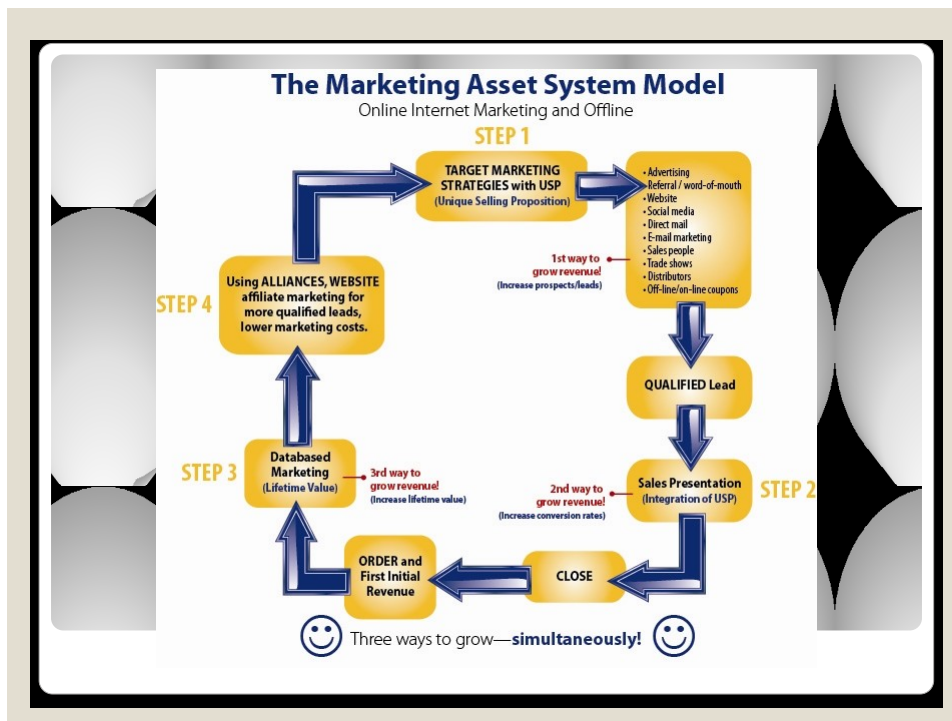 The Marketing Asset System Model
Online Internet Marketing and Offline
STEP 1
TARGET MARKETING
STRATEGIES with USP
(Unique Selling Proposition)
• Advertising
• Referral / word-of-mouth
• Website
• Social media
• Direct mail
• E-mail marketing
• Sales people
• Trade shows
• Distributors
• Off-line/on-line coupons
1st way to
grow revenue!
(Increase prospects/leads)
QUALIFIED Lead
Sales Presentation
(Integration of USP)
STEP 2
2nd way to
grow revenue!
(Increase conversion rates)
CLOSE
ORDER and
First Initial
Revenue
STEP 3
Databased
Marketing
(Lifetime Value)
3rd way to
grow revenue!
(Increase lifetime value)
STEP 4
Using ALLIANCES, WEBSITE
affiliate marketing for
more qualified leads,
lower marketing costs.
Three ways to grow—simultaneously!